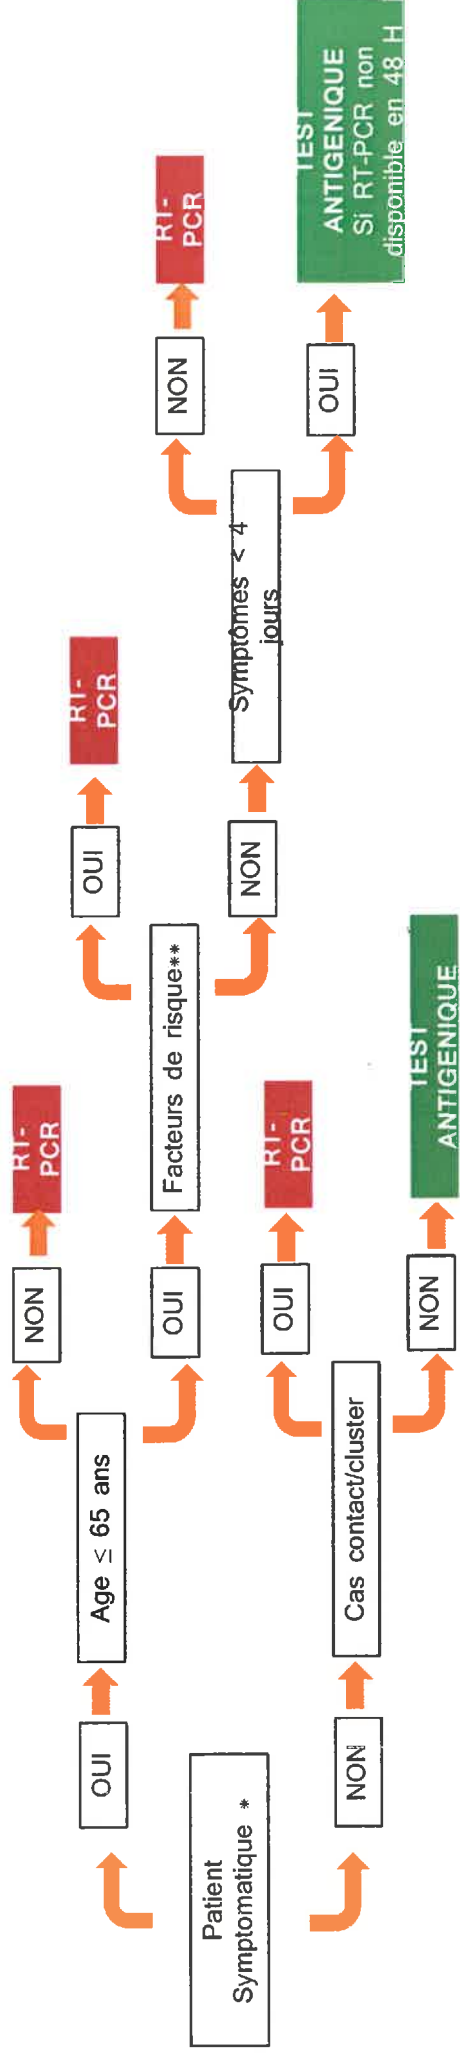 Patient
Symptomatique *
OUI
Age ≤ 65 ans
NON
RT-
PCR
OUI
Facteurs de risque**
OUI
RT-
PCR
NON
Symptômes < 4
jours
NON
RT-
PCR
OUI
TEST
ANTIGENIQUE
Si RT-PCR non
disponible en 48 H
NON
Cas contact/cluster
OUI
RT-
PCR
NON
TEST
ANTIGENIQUE